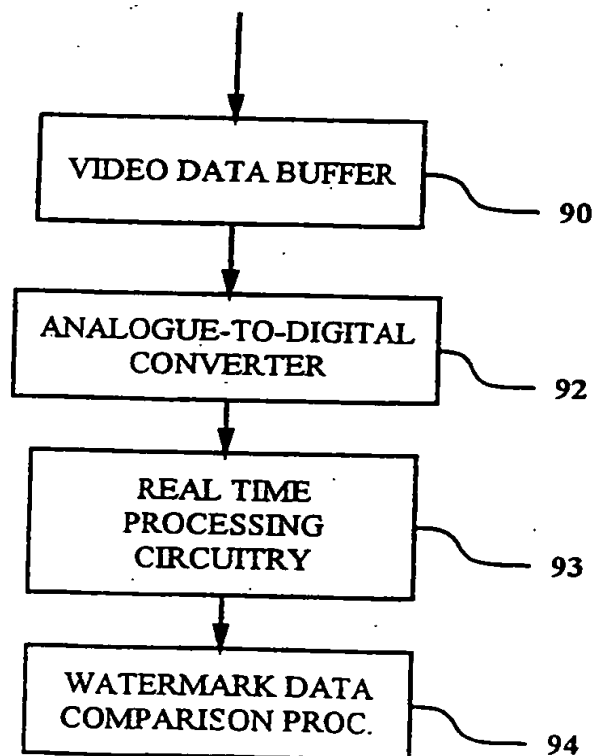 VIDEO DATA BUFFER
90
ANALOGUE-TO-DIGITAL
CONVERTER
92
REAL TIME
PROCESSING
CIRCUITRY
93
WATERMARK DATA
COMPARISON PROC.
94